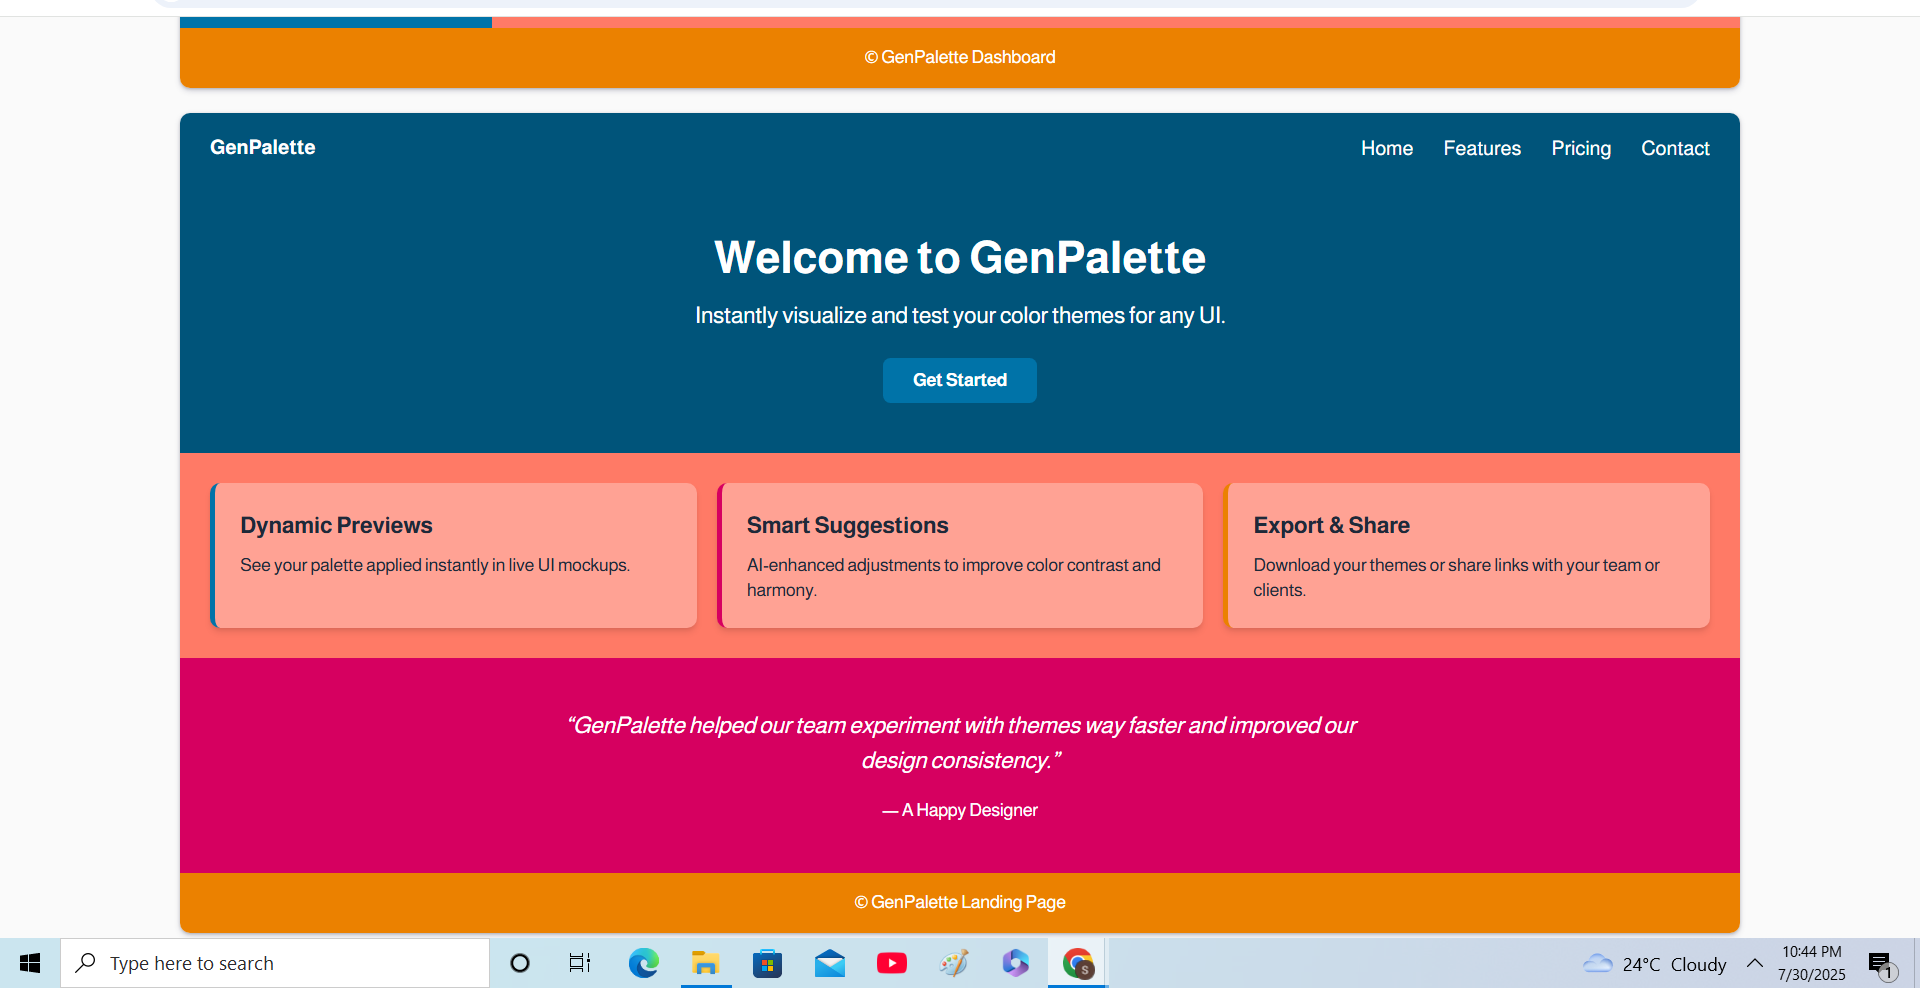 © GenPalette Dashboard
GenPalette
Home Features Pricing Contact
Welcome to GenPalette
Instantly visualize and test your color themes for any UI.
Get Started
Dynamic Previews
See your palette applied instantly in live UI mockups.
Smart Suggestions
AI-enhanced adjustments to improve color contrast and
harmony.
Export & Share
Download your themes or share links with your team or
clients.
“GenPalette helped our team experiment with themes way faster and improved our
design consistency.”
— A Happy Designer
© GenPalette Landing Page
Type here to search
S
24°C Cloudy
10:44 PM
7/30/2025
1